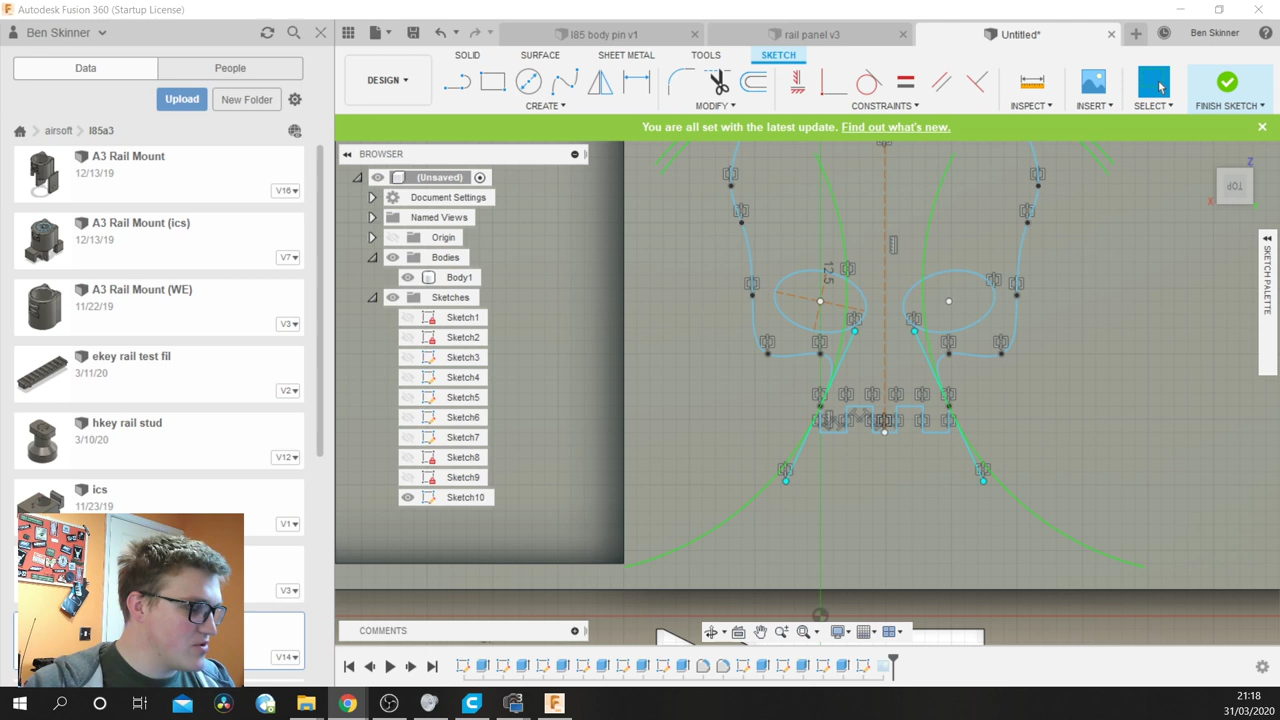 Autodesk Fusion 360 (Startup License)
Ben Skinner
I85 body pin v1
rail panel v3
Untitled*
Ben Skinner
Data
People
SOLID
SURFACE
SHEET METAL
TOOLS
SKETCH
DESIGN
Upload
New Folder
CREATE
MODIFY
CONSTRAINTS
INSPECT
INSERT
SELECT
FINISH SKETCH
airsoft
l85a3
You are all set with the latest update. Find out what's new.
A3 Rail Mount
12/13/19
V16
A3 Rail Mount (ics)
12/13/19
V7
A3 Rail Mount (WE)
11/22/19
V3
ekey rail test fil
3/11/20
V2
hkey rail stud
3/10/20
V12
ics
11/23/19
V1
V3
V14
BROWSER
(Unsaved)
Document Settings
Named Views
Origin
Bodies
Body1
Sketches
Sketch1
Sketch2
Sketch3
Sketch4
Sketch5
Sketch6
Sketch7
Sketch8
Sketch9
Sketch10
12.5
Z
TOP
X
SKETCH PALETTE
COMMENTS
21:18
31/03/2020